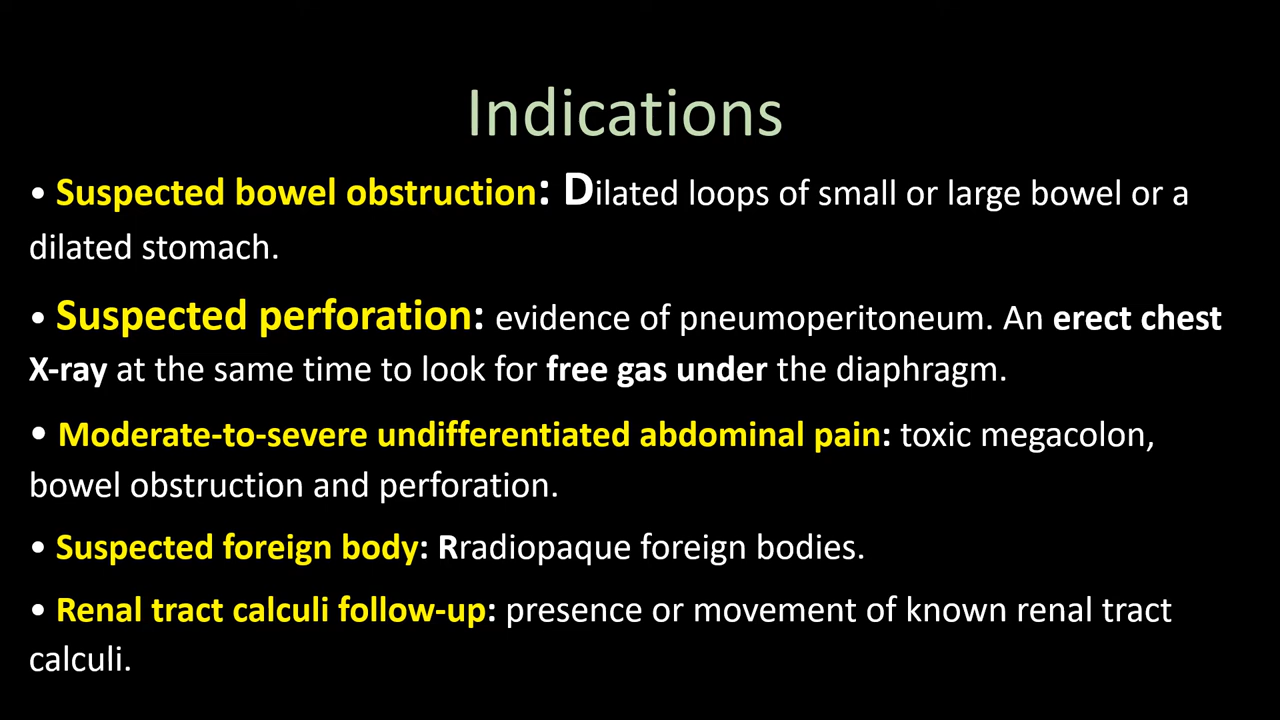 Indications
• Suspected bowel obstruction: Dilated loops of small or large bowel or a
dilated stomach.
• Suspected perforation: evidence of pneumoperitoneum. An erect chest
X-ray at the same time to look for free gas under the diaphragm.
• Moderate-to-severe undifferentiated abdominal pain: toxic megacolon,
bowel obstruction and perforation.
• Suspected foreign body: Rradiopaque foreign bodies.
• Renal tract calculi follow-up: presence or movement of known renal tract
calculi.